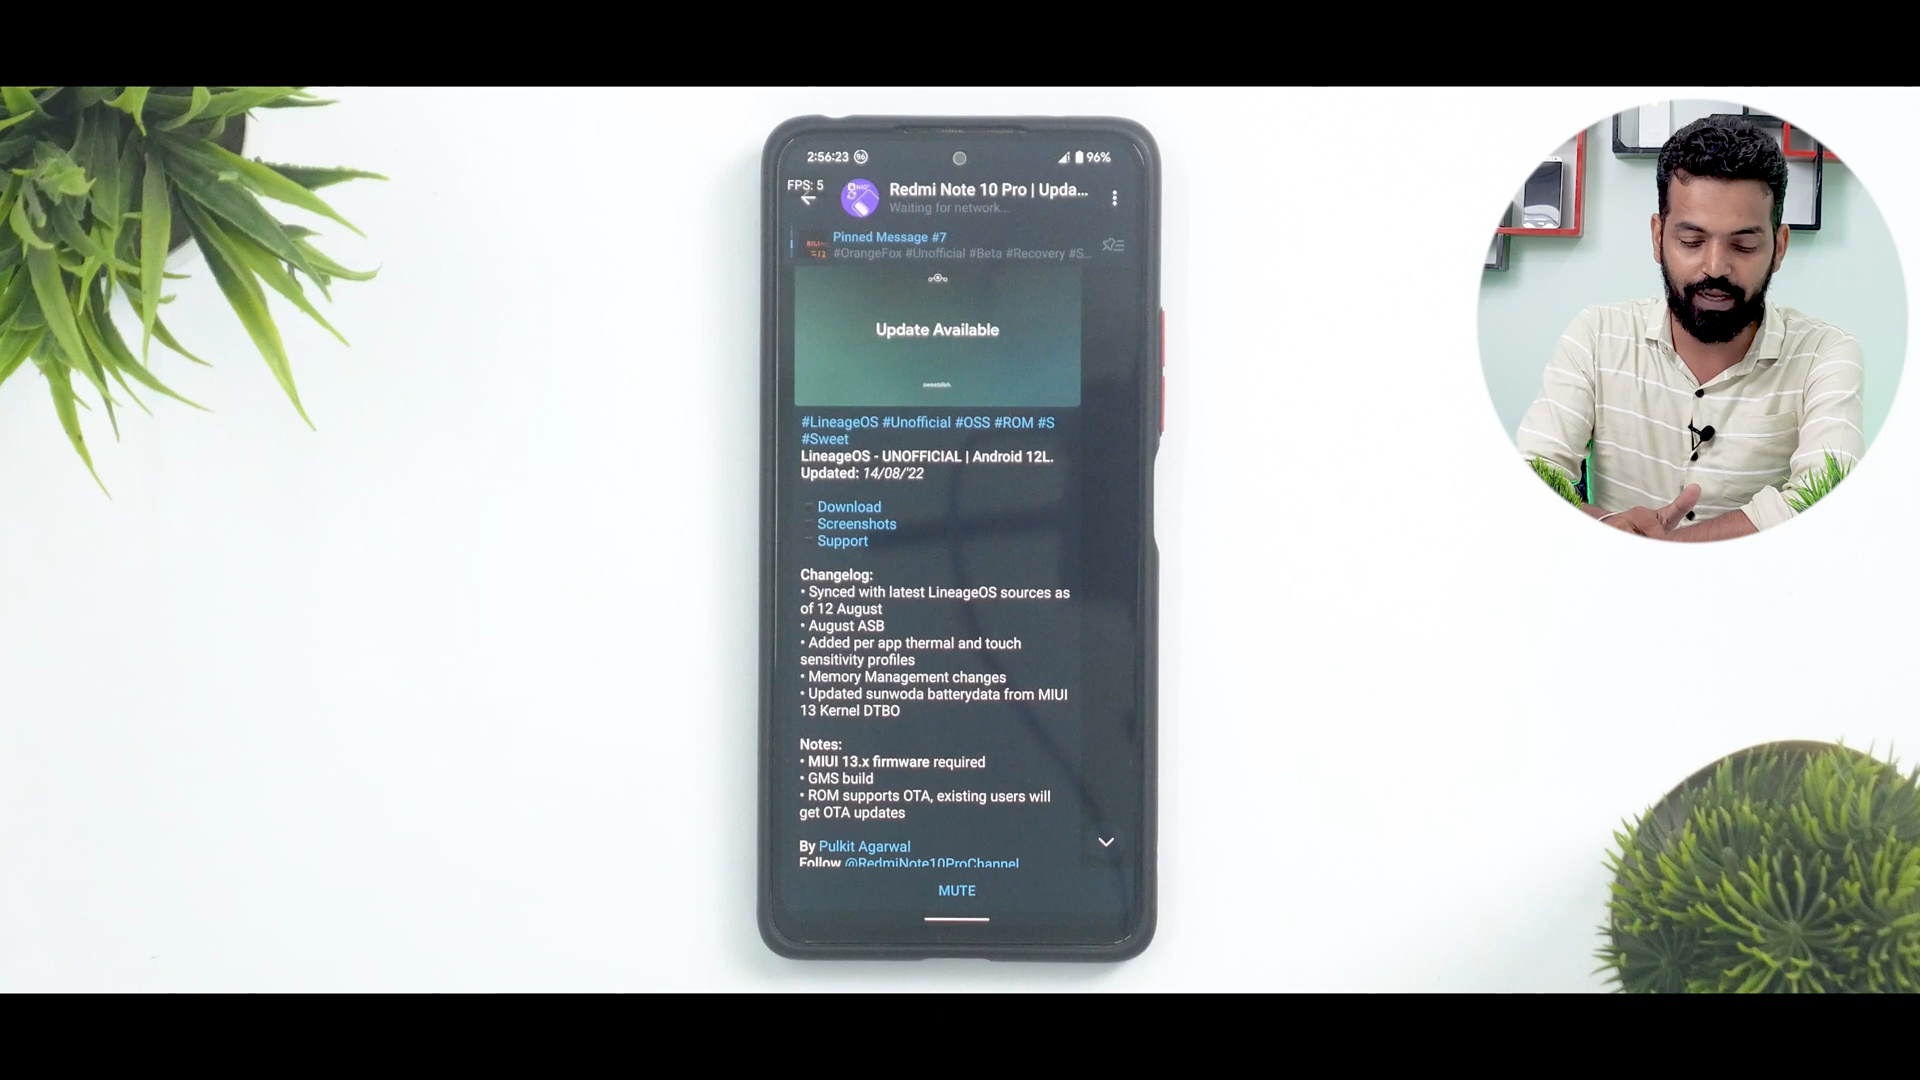 2:56:23 96 96%
FPS: 5
Redmi Note 10 Pro | Upda...
Waiting for network...
Pinned Message #7
#OrangeFox #Unofficial #Beta #Recovery #S...
Update Available
#LineageOS #Unofficial #OSS #ROM #S
#Sweet
LineageOS - UNOFFICIAL | Android 12L.
Updated: 14/08/'22
Download
Screenshots
Support
Changelog:
• Synced with latest LineageOS sources as
of 12 August
• August ASB
• Added per app thermal and touch
sensitivity profiles
• Memory Management changes
• Updated sunwoda batterydata from MIUI
13 Kernel DTBO
Notes:
• MIUI 13.x firmware required
• GMS build
• ROM supports OTA, existing users will
get OTA updates
By Pulkit Agarwal
Follow @RedmiNote10ProChannel
MUTE